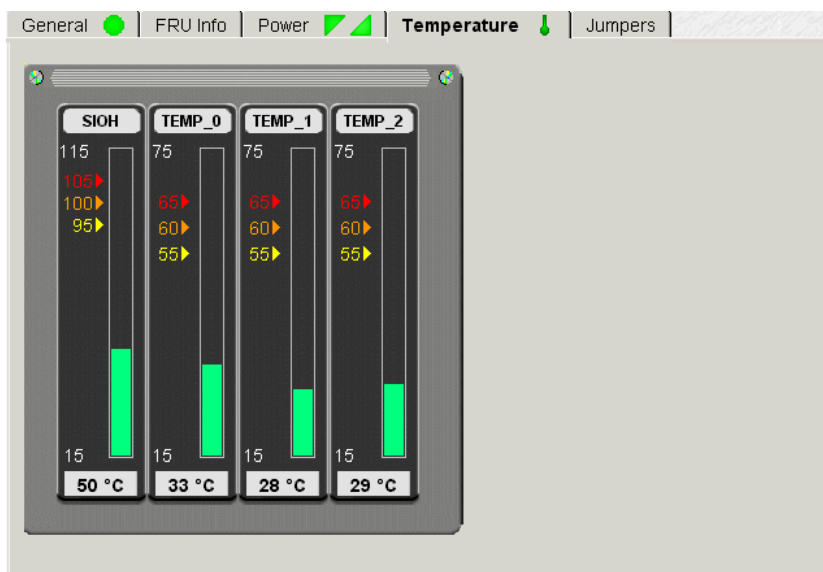 General FRU Info Power Temperature Jumpers
SIOH TEMP_0 TEMP_1 TEMP_2
115 75 75 75
105 65 65 65
100 60 60 60
95 55 55 55
15 15 15 15
50 °C 33 °C 28 °C 29 °C